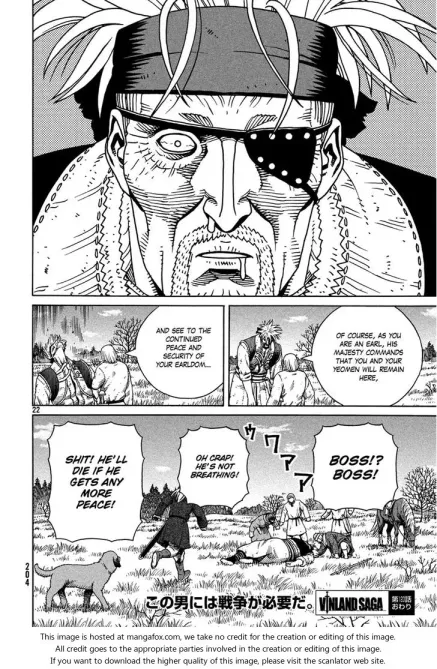 OF COURSE, AS YOU
ARE AN EARL, HIS
MAJESTY COMMANDS
THAT YOU AND YOUR
YEOMEN WILL
REMAIN
HERE,
AND SEE TO THE
CONTINUED
PEACE AND
SECURITY OF
YOUR EARLDOM...
22
BOSS!?
BOSS!
ウワアア
OH CRAP!
HE'S NOT
BREATHING!
SHIT! HE'LL
DIE IF HE
GETS ANY
MORE
PEACE!
204
この男には戦争が必要だ。
VINLAND SAGA
おわり
This image is hosted at mangafox.com, we take no credit for the creation or editing of this image.
All credit goes to the appropriate parties involved in the creation or editing of this image.
If you want to download the higher quality of this image, please visit the scanlator web site.